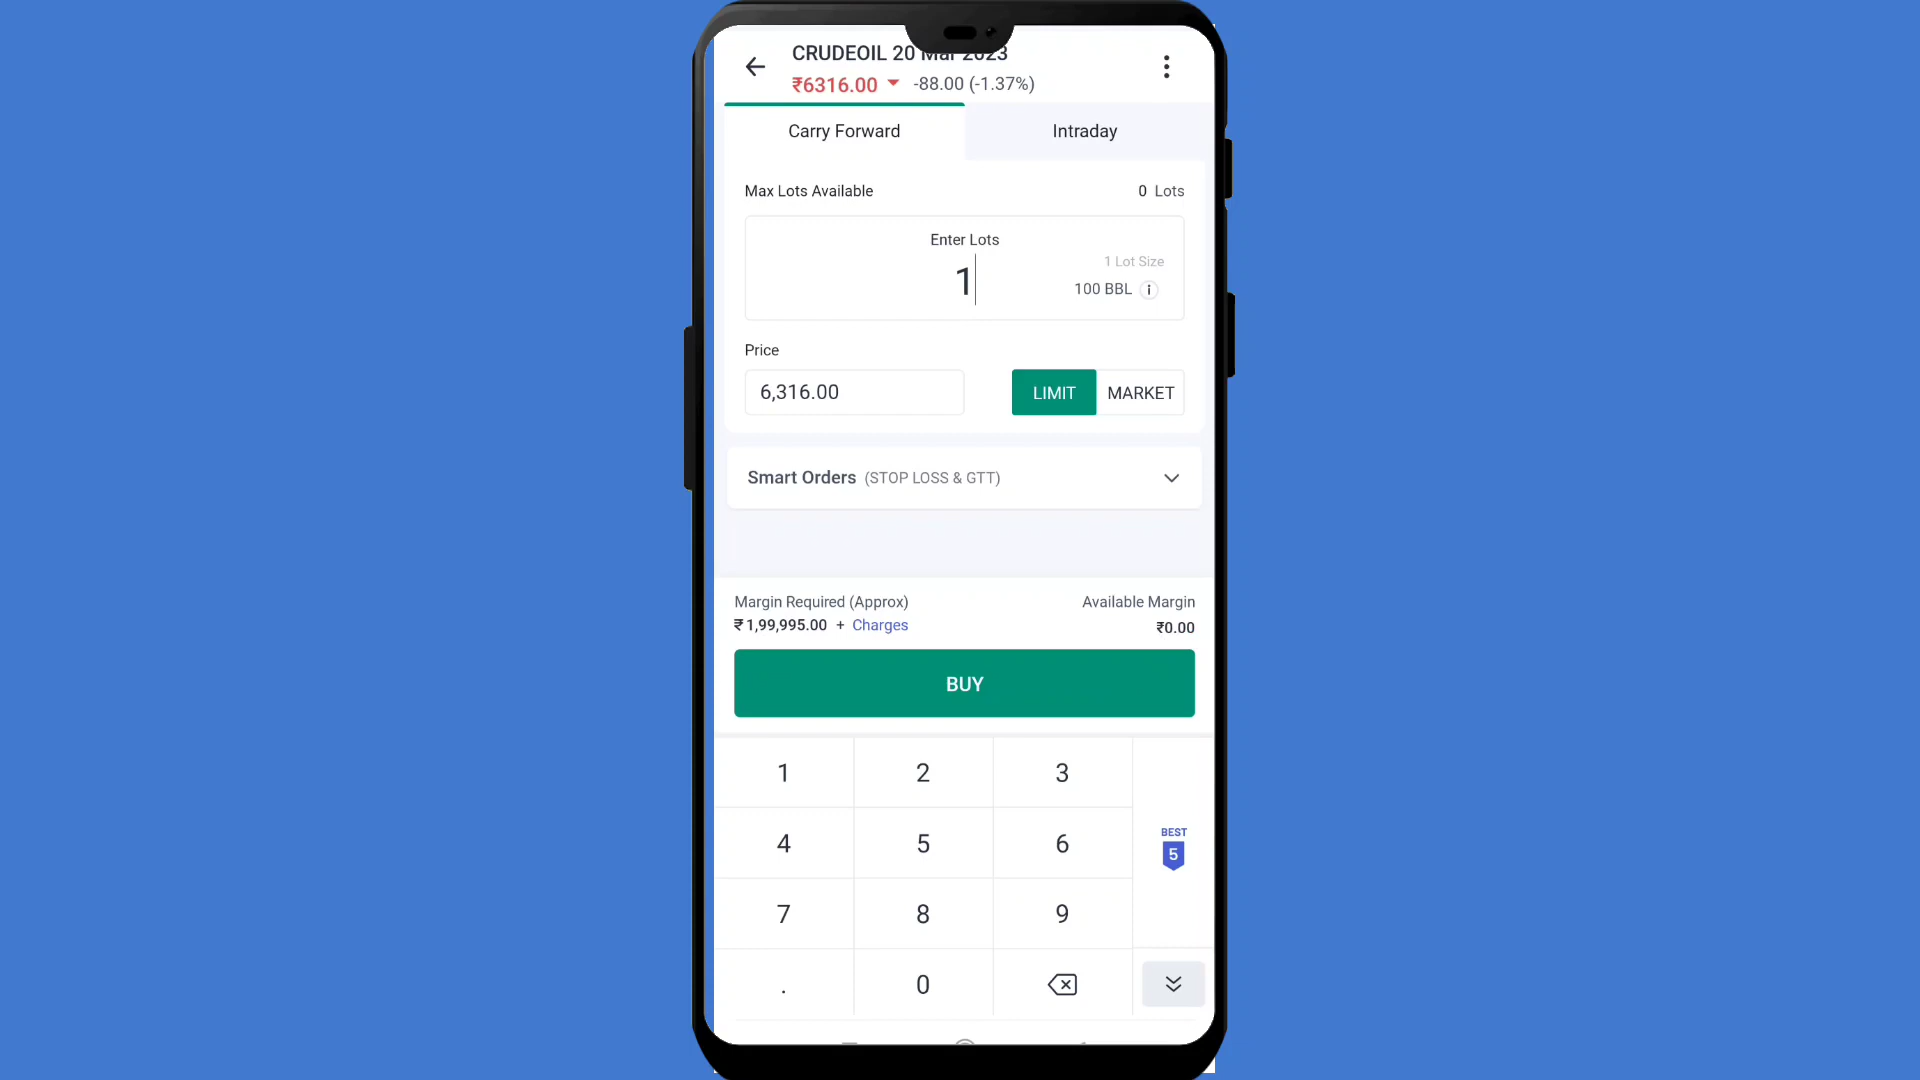 CRUDEOIL 20 Mar 2023
₹6316.00 -88.00 (-1.37%)
Carry Forward
Intraday
Max Lots Available
0 Lots
Enter Lots
1
1 Lot Size
100 BBL
Price
6,316.00
LIMIT
MARKET
Smart Orders (STOP LOSS & GTT)
Margin Required (Approx)
₹ 1,99,995.00 + Charges
Available Margin
₹0.00
BUY
1 2 3
4 5 6
BEST
5
7 8 9
. 0